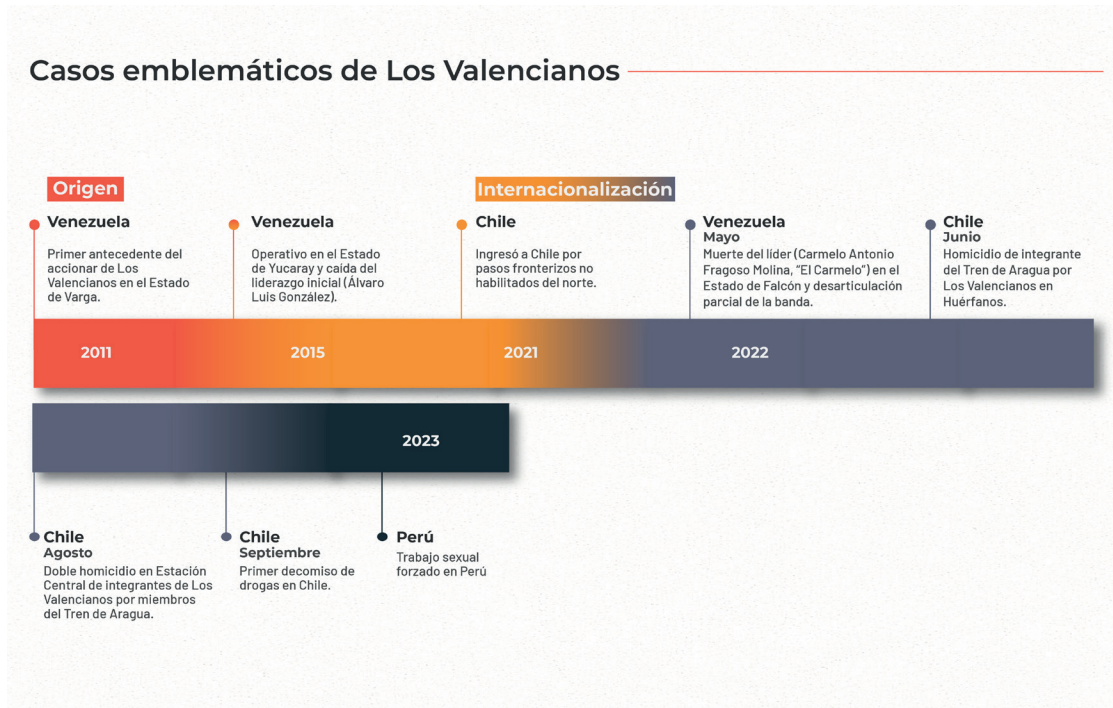 Casos emblemáticos de Los Valencianos
Origen
Internacionalización
Venezuela
Primer antecedente del
accionar de Los
Valencianos en el Estado
de Varga.
Venezuela
Operativo en el Estado
de Yucaray y caída del
liderazgo inicial (Álvaro
Luis González).
Chile
Ingresó a Chile por
pasos fronterizos no
habilitados del norte.
Venezuela
Mayo
Muerte del líder (Carmelo Antonio
Fragoso Molina, “El Carmelo”) en el
Estado de Falcón y desarticulación
parcial de la banda.
Chile
Junio
Homicidio de integrante
del Tren de Aragua por
Los Valencianos en
Huérfanos.
2011
2015
2021
2022
2023
Chile
Agosto
Doble homicidio en Estación
Central de integrantes de Los
Valencianos por miembros
del Tren de Aragua.
Chile
Septiembre
Primer decomiso de
drogas en Chile.
Perú
Trabajo sexual
forzado en Perú